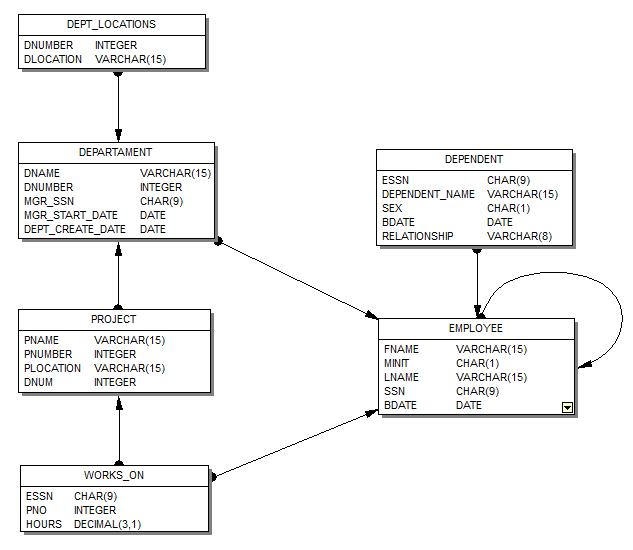 DEPT_LOCATIONS
DNUMBER INTEGER
DLOCATION VARCHAR(15)
DEPARTAMENT
DNAME VARCHAR(15)
DNUMBER INTEGER
MGR_SSN CHAR(9)
MGR_START_DATE DATE
DEPT_CREATE_DATE DATE
DEPENDENT
ESSN CHAR(9)
DEPENDENT_NAME VARCHAR(15)
SEX CHAR(1)
BDATE DATE
RELATIONSHIP VARCHAR(8)
PROJECT
PNAME VARCHAR(15)
PNUMBER INTEGER
PLOCATION VARCHAR(15)
DNUM INTEGER
EMPLOYEE
FNAME VARCHAR(15)
MINIT CHAR(1)
LNAME VARCHAR(15)
SSN CHAR(9)
BDATE DATE
WORKS_ON
ESSN CHAR(9)
PNO INTEGER
HOURS DECIMAL(3,1)